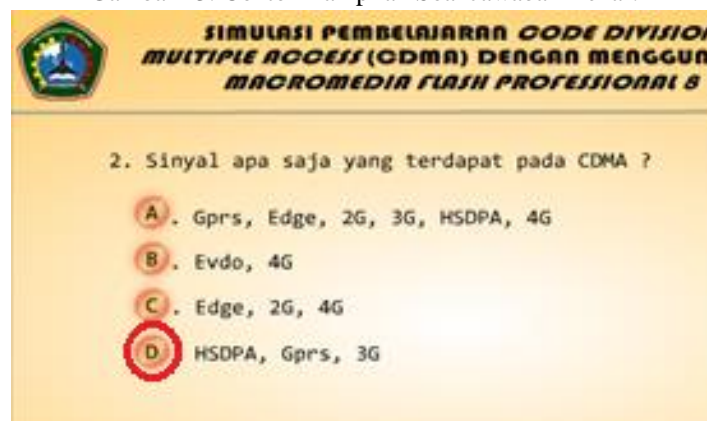 SIMULASI PEMBELAJARAN CODE DIVISIO
MULTIPLE ACCESS (CDMA) DENGAN MENGGUN
MACROMEDIA FLASH PROFESSIONAL 8
2. Sinyal apa saja yang terdapat pada CDMA ?
A. Gprs, Edge, 2G, 3G, HSDPA, 4G
B. Evdo, 4G
C. Edge, 2G, 4G
D HSDPA, Gprs, 3G